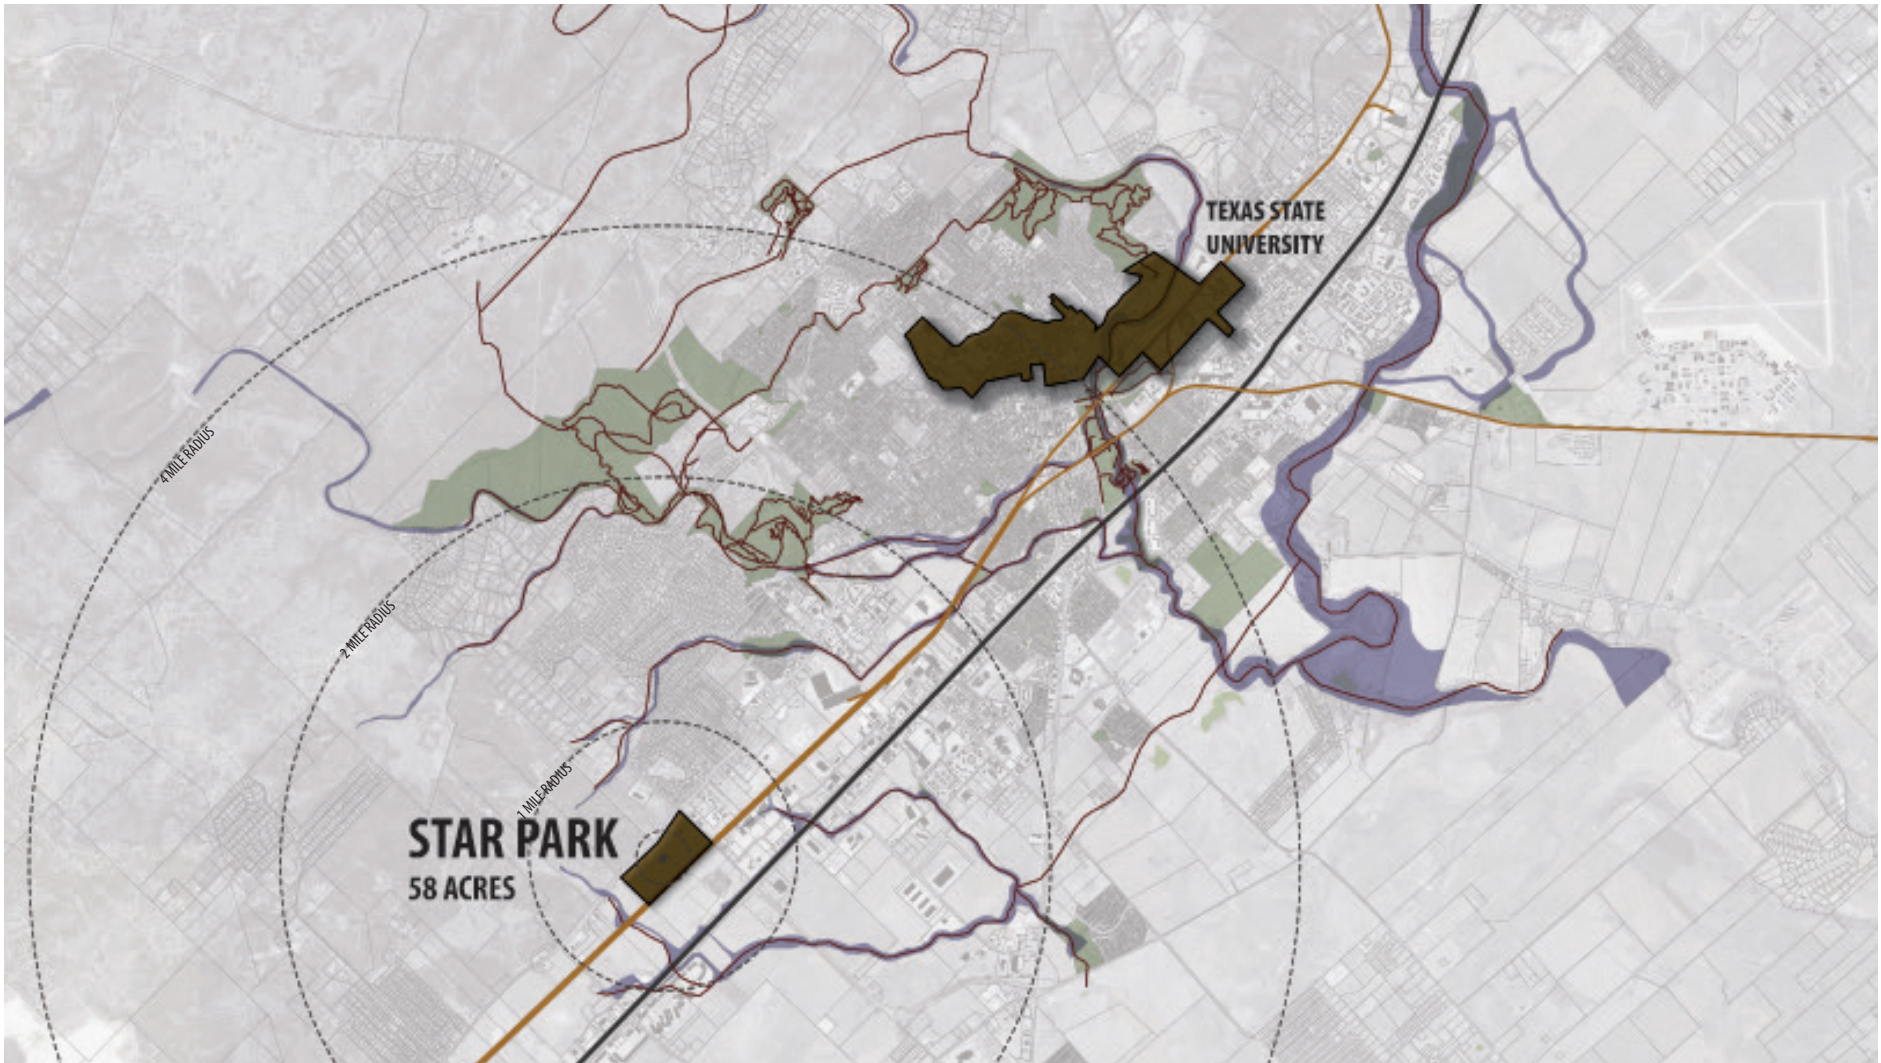 TEXAS STATE
UNIVERSITY
4 MILE RADIUS
2 MILE RADIUS
1 MILE RADIUS
STAR PARK
58 ACRES